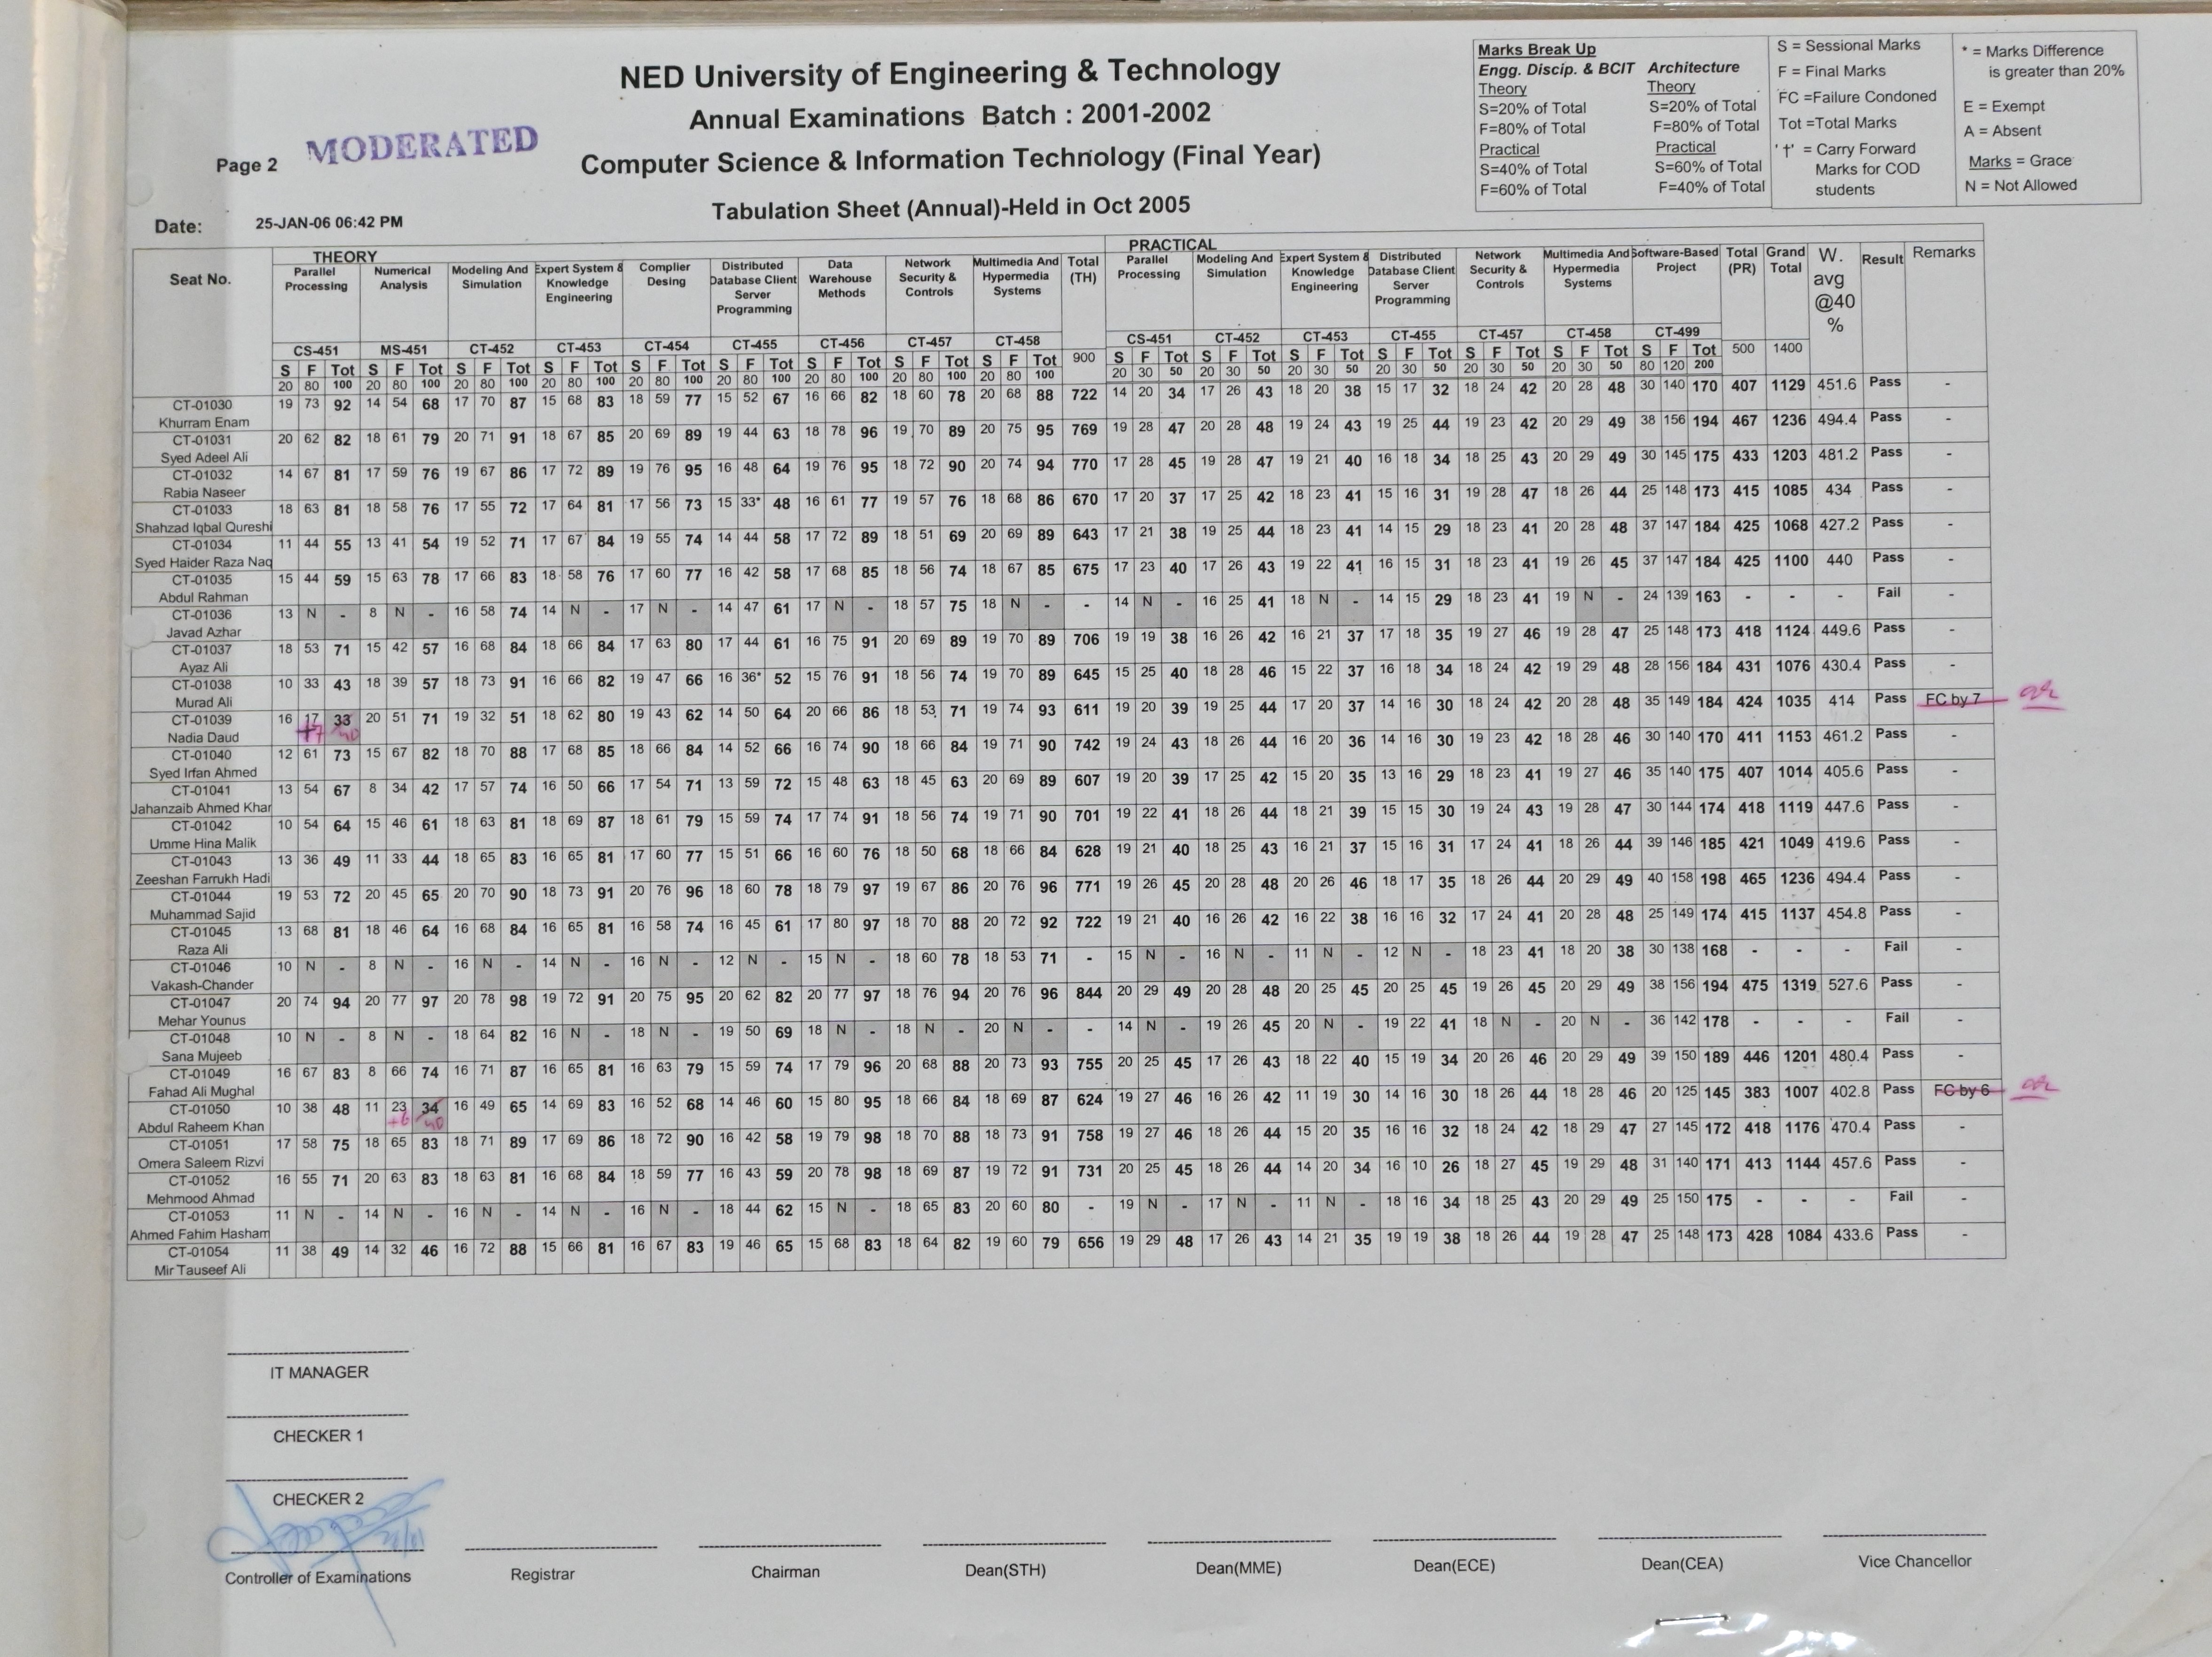 NED University of Engineering & Technology
Annual Examinations Batch : 2001-2002
Computer Science & Information Technology (Final Year)
Tabulation Sheet (Annual)-Held in Oct 2005
Page 2
MODERATED
Date: 25-JAN-06 06:42 PM
Marks Break Up
Engg. Discip. & BCIT Architecture
Theory Theory
S=20% of Total S=20% of Total
F=80% of Total F=80% of Total
Practical Practical
S=40% of Total S=60% of Total
F=60% of Total F=40% of Total
S = Sessional Marks
F = Final Marks
FC =Failure Condoned
Tot =Total Marks
'†' = Carry Forward
Marks for COD
students
* = Marks Difference
is greater than 20%
E = Exempt
A = Absent
Marks = Grace
N = Not Allowed
THEORY PRACTICAL
Seat No. Parallel Processing Numerical Analysis Modeling And Simulation Expert System & Knowledge Engineering Complier Desing Distributed Database Client Server Programming Data Warehouse Methods Network Security & Controls Multimedia And Hypermedia Systems Total (TH) Parallel Processing Modeling And Simulation Expert System & Knowledge Engineering Distributed Database Client Server Programming Network Security & Controls Multimedia And Hypermedia Systems Software-Based Project Total (PR) Grand Total W. avg @40 % Result Remarks
CS-451 MS-451 CT-452 CT-453 CT-454 CT-455 CT-456 CT-457 CT-458 900 CS-451 CT-452 CT-453 CT-455 CT-457 CT-458 CT-499 500 1400
S F Tot S F Tot S F Tot S F Tot S F Tot S F Tot S F Tot S F Tot S F Tot S F Tot S F Tot S F Tot S F Tot S F Tot S F Tot S F Tot
20 80 100 20 80 100 20 80 100 20 80 100 20 80 100 20 80 100 20 80 100 20 80 100 20 80 100 20 30 50 20 30 50 20 30 50 20 30 50 20 30 50 20 30 50 80 120 200
CT-01030 19 73 92 14 54 68 17 70 87 15 68 83 18 59 77 15 52 67 16 66 82 18 60 78 20 68 88 722 14 20 34 17 26 43 18 20 38 15 17 32 18 24 42 20 28 48 30 140 170 407 1129 451.6 Pass -
Khurram Enam
CT-01031 20 62 82 18 61 79 20 71 91 18 67 85 20 69 89 19 44 63 18 78 96 19 70 89 20 75 95 769 19 28 47 20 28 48 19 24 43 19 25 44 19 23 42 20 29 49 38 156 194 467 1236 494.4 Pass -
Syed Adeel Ali
CT-01032 14 67 81 17 59 76 19 67 86 17 72 89 19 76 95 16 48 64 19 76 95 18 72 90 20 74 94 770 17 28 45 19 28 47 19 21 40 16 18 34 18 25 43 20 29 49 30 145 175 433 1203 481.2 Pass -
Rabia Naseer
CT-01033 18 63 81 18 58 76 17 55 72 17 64 81 17 56 73 15 33* 48 16 61 77 19 57 76 18 68 86 670 17 20 37 17 25 42 18 23 41 15 16 31 19 28 47 18 26 44 25 148 173 415 1085 434 Pass -
Shahzad Iqbal Qureshi
CT-01034 11 44 55 13 41 54 19 52 71 17 67 84 19 55 74 14 44 58 17 72 89 18 51 69 20 69 89 643 17 21 38 19 25 44 18 23 41 14 15 29 18 23 41 20 28 48 37 147 184 425 1068 427.2 Pass -
Syed Haider Raza Naq
CT-01035 15 44 59 15 63 78 17 66 83 18 58 76 17 60 77 16 42 58 17 68 85 18 56 74 18 67 85 675 17 23 40 17 26 43 19 22 41 16 15 31 18 23 41 19 26 45 37 147 184 425 1100 440 Pass -
Abdul Rahman
CT-01036 13 N - 8 N - 16 58 74 14 N - 17 N - 14 47 61 17 N - 18 57 75 18 N - - 14 N - 16 25 41 18 N - 14 15 29 18 23 41 19 N - 24 139 163 - - - Fail -
Javad Azhar
CT-01037 18 53 71 15 42 57 16 68 84 18 66 84 17 63 80 17 44 61 16 75 91 20 69 89 19 70 89 706 19 19 38 16 26 42 16 21 37 17 18 35 19 27 46 19 28 47 25 148 173 418 1124 449.6 Pass -
Ayaz Ali
CT-01038 10 33 43 18 39 57 18 73 91 16 66 82 19 47 66 16 36* 52 15 76 91 18 56 74 19 70 89 645 15 25 40 18 28 46 15 22 37 16 18 34 18 24 42 19 29 48 28 156 184 431 1076 430.4 Pass -
Murad Ali
CT-01039 16 17 33 20 51 71 19 32 51 18 62 80 19 43 62 14 50 64 20 66 86 18 53 71 19 74 93 611 19 20 39 19 25 44 17 20 37 14 16 30 18 24 42 20 28 48 35 149 184 424 1035 414 Pass FC by 7
Nadia Daud +7 40
CT-01040 12 61 73 15 67 82 18 70 88 17 68 85 18 66 84 14 52 66 16 74 90 18 66 84 19 71 90 742 19 24 43 18 26 44 16 20 36 14 16 30 19 23 42 18 28 46 30 140 170 411 1153 461.2 Pass -
Syed Irfan Ahmed
CT-01041 13 54 67 8 34 42 17 57 74 16 50 66 17 54 71 13 59 72 15 48 63 18 45 63 20 69 89 607 19 20 39 17 25 42 15 20 35 13 16 29 18 23 41 19 27 46 35 140 175 407 1014 405.6 Pass -
Jahanzaib Ahmed Khar
CT-01042 10 54 64 15 46 61 18 63 81 18 69 87 18 61 79 15 59 74 17 74 91 18 56 74 19 71 90 701 19 22 41 18 26 44 18 21 39 15 15 30 19 24 43 19 28 47 30 144 174 418 1119 447.6 Pass -
Umme Hina Malik
CT-01043 13 36 49 11 33 44 18 65 83 16 65 81 17 60 77 15 51 66 16 60 76 18 50 68 18 66 84 628 19 21 40 18 25 43 16 21 37 15 16 31 17 24 41 18 26 44 39 146 185 421 1049 419.6 Pass -
Zeeshan Farrukh Hadi
CT-01044 19 53 72 20 45 65 20 70 90 18 73 91 20 76 96 18 60 78 18 79 97 19 67 86 20 76 96 771 19 26 45 20 28 48 20 26 46 18 17 35 18 26 44 20 29 49 40 158 198 465 1236 494.4 Pass -
Muhammad Sajid
CT-01045 13 68 81 18 46 64 16 68 84 16 65 81 16 58 74 16 45 61 17 80 97 18 70 88 20 72 92 722 19 21 40 16 26 42 16 22 38 16 16 32 17 24 41 20 28 48 25 149 174 415 1137 454.8 Pass -
Raza Ali
CT-01046 10 N - 8 N - 16 N - 14 N - 16 N - 12 N - 15 N - 18 60 78 18 53 71 - 15 N - 16 N - 11 N - 12 N - 18 23 41 18 20 38 30 138 168 - - - Fail -
Vakash-Chander
CT-01047 20 74 94 20 77 97 20 78 98 19 72 91 20 75 95 20 62 82 20 77 97 18 76 94 20 76 96 844 20 29 49 20 28 48 20 25 45 20 25 45 19 26 45 20 29 49 38 156 194 475 1319 527.6 Pass -
Mehar Younus
CT-01048 10 N - 8 N - 18 64 82 16 N - 18 N - 19 50 69 18 N - 18 N - 20 N - - 14 N - 19 26 45 20 N - 19 22 41 18 N - 20 N - 36 142 178 - - - Fail -
Sana Mujeeb
CT-01049 16 67 83 8 66 74 16 71 87 16 65 81 16 63 79 15 59 74 17 79 96 20 68 88 20 73 93 755 20 25 45 17 26 43 18 22 40 15 19 34 20 26 46 20 29 49 39 150 189 446 1201 480.4 Pass -
Fahad Ali Mughal
CT-01050 10 38 48 11 23 34 16 49 65 14 69 83 16 52 68 14 46 60 15 80 95 18 66 84 18 69 87 624 19 27 46 16 26 42 11 19 30 14 16 30 18 26 44 18 28 46 20 125 145 383 1007 402.8 Pass FC by 6
Abdul Raheem Khan +6 40
CT-01051 17 58 75 18 65 83 18 71 89 17 69 86 18 72 90 16 42 58 19 79 98 18 70 88 18 73 91 758 19 27 46 18 26 44 15 20 35 16 16 32 18 24 42 18 29 47 27 145 172 418 1176 470.4 Pass -
Omera Saleem Rizvi
CT-01052 16 55 71 20 63 83 18 63 81 16 68 84 18 59 77 16 43 59 20 78 98 18 69 87 19 72 91 731 20 25 45 18 26 44 14 20 34 16 10 26 18 27 45 19 29 48 31 140 171 413 1144 457.6 Pass -
Mehmood Ahmad
CT-01053 11 N - 14 N - 16 N - 14 N - 16 N - 18 44 62 15 N - 18 65 83 20 60 80 - 19 N - 17 N - 11 N - 18 16 34 18 25 43 20 29 49 25 150 175 - - - Fail -
Ahmed Fahim Hasham
CT-01054 11 38 49 14 32 46 16 72 88 15 66 81 16 67 83 19 46 65 15 68 83 18 64 82 19 60 79 656 19 29 48 17 26 43 14 21 35 19 19 38 18 26 44 19 28 47 25 148 173 428 1084 433.6 Pass -
Mir Tauseef Ali
IT MANAGER
CHECKER 1
CHECKER 2
Controller of Examinations Registrar Chairman Dean(STH) Dean(MME) Dean(ECE) Dean(CEA) Vice Chancellor